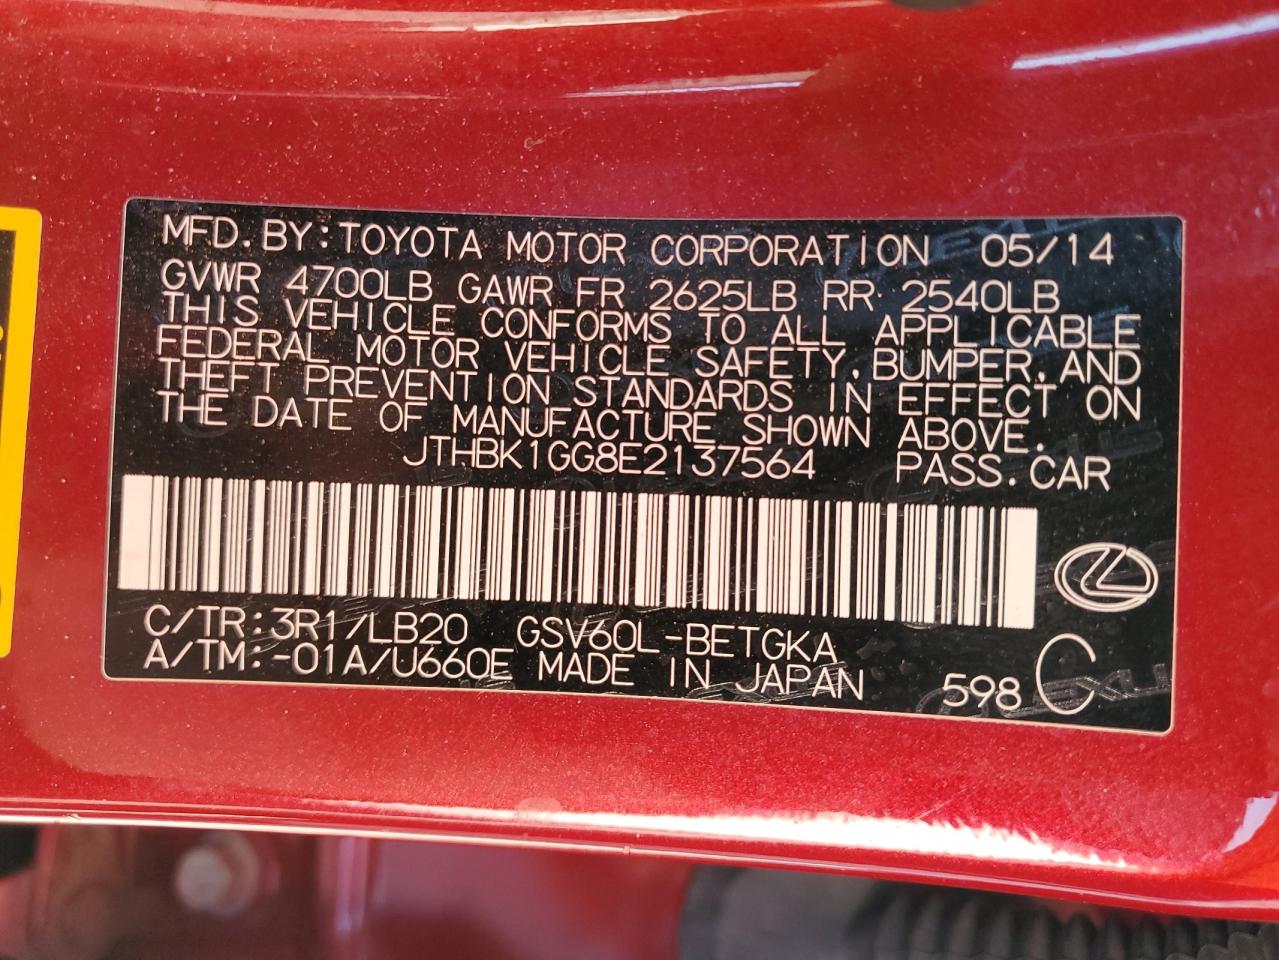 MFD.BY:TOYOTA MOTOR CORPORATION 05/14
GVWR 4700LB GAWR FR 2625LB RR 2540LB
THIS VEHICLE CONFORMS TO ALL APPLICABLE
FEDERAL MOTOR VEHICLE SAFETY,BUMPER,AND
THEFT PREVENTION STANDARDS IN EFFECT ON
THE DATE OF MANUFACTURE SHOWN ABOVE.
JTHBK1GG8E2137564 PASS.CAR
C/TR:3R1/LB20 GSV60L-BETGKA
A/TM:-01A/U660E MADE IN JAPAN 598 C